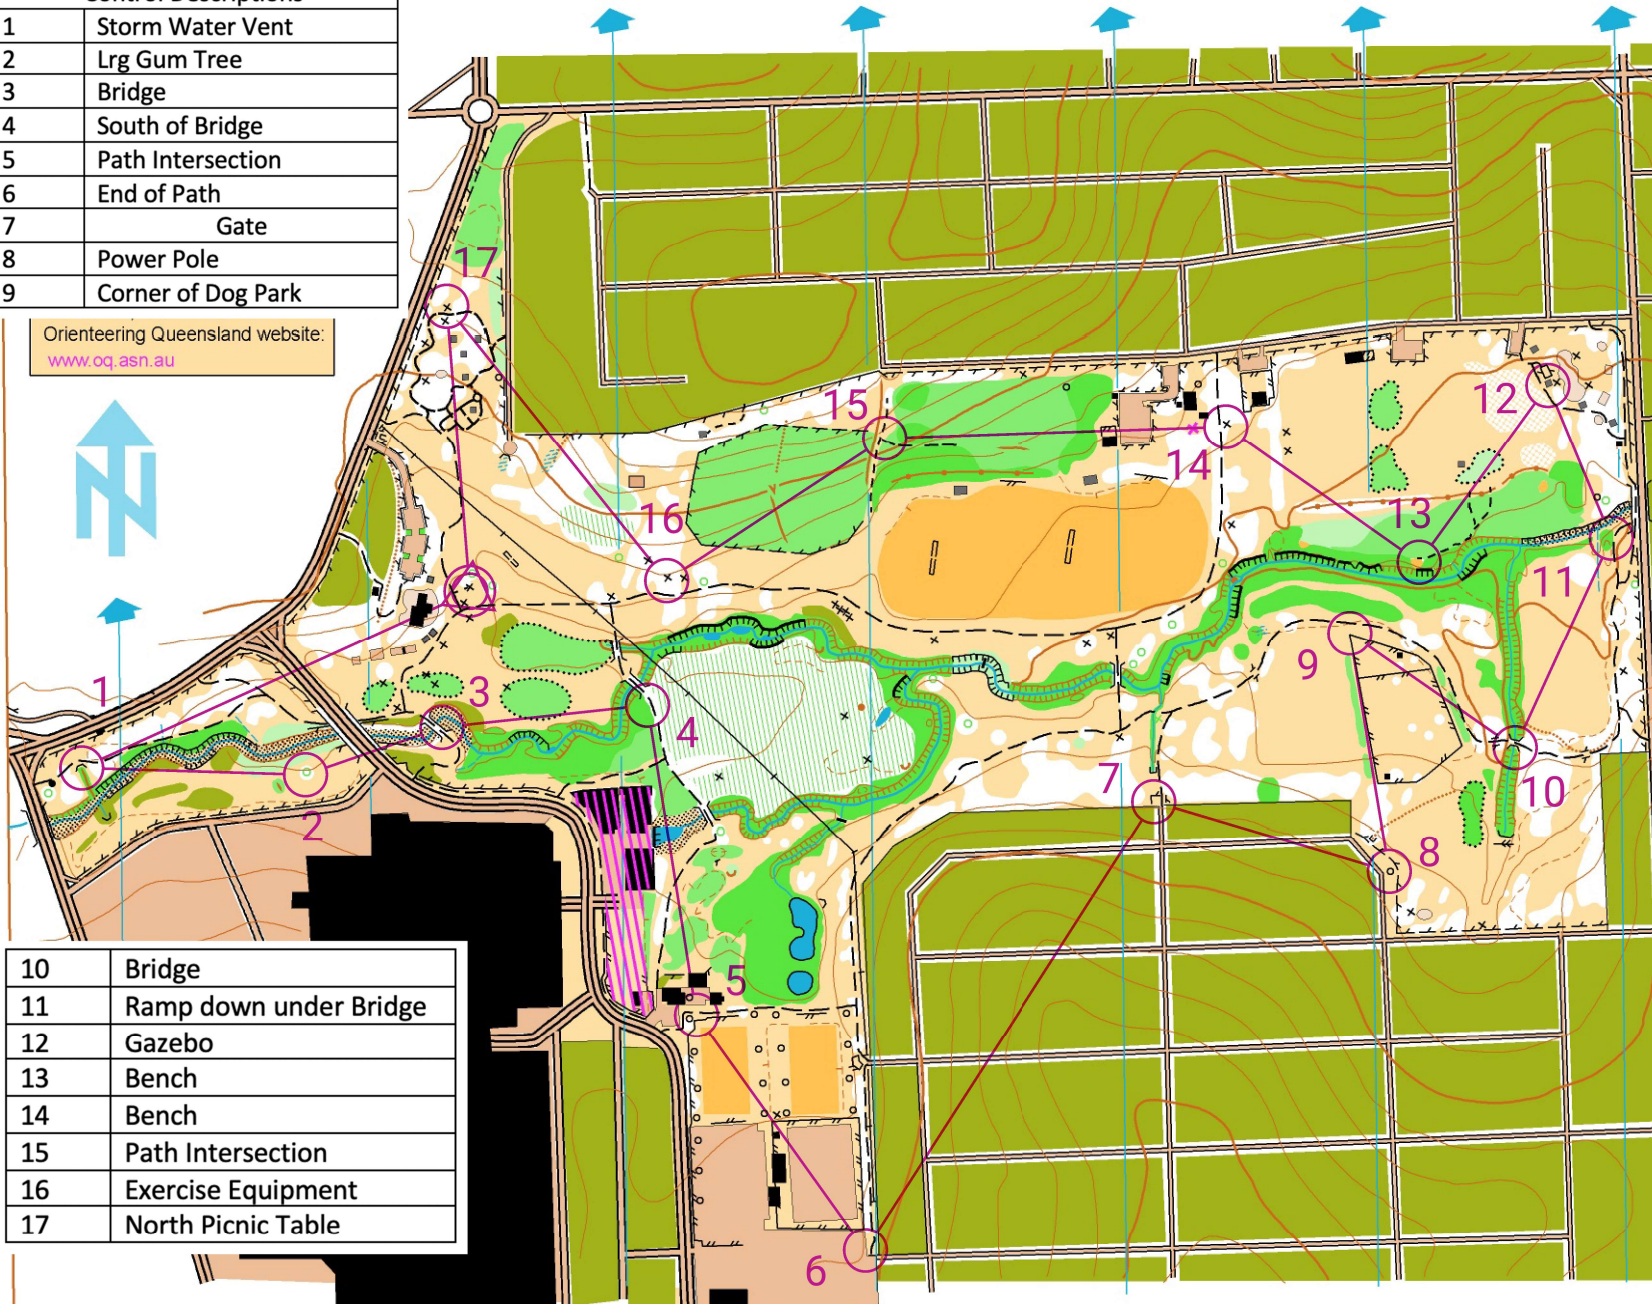 Control Descriptions
1 Storm Water Vent
2 Lrg Gum Tree
3 Bridge
4 South of Bridge
5 Path Intersection
6 End of Path
7 Gate
8 Power Pole
9 Corner of Dog Park
Orienteering Queensland website:
www.oq.asn.au
N
17
15
12
14
16
13
11
9
1
3
4
10
7
2
8
5
6
10 Bridge
11 Ramp down under Bridge
12 Gazebo
13 Bench
14 Bench
15 Path Intersection
16 Exercise Equipment
17 North Picnic Table